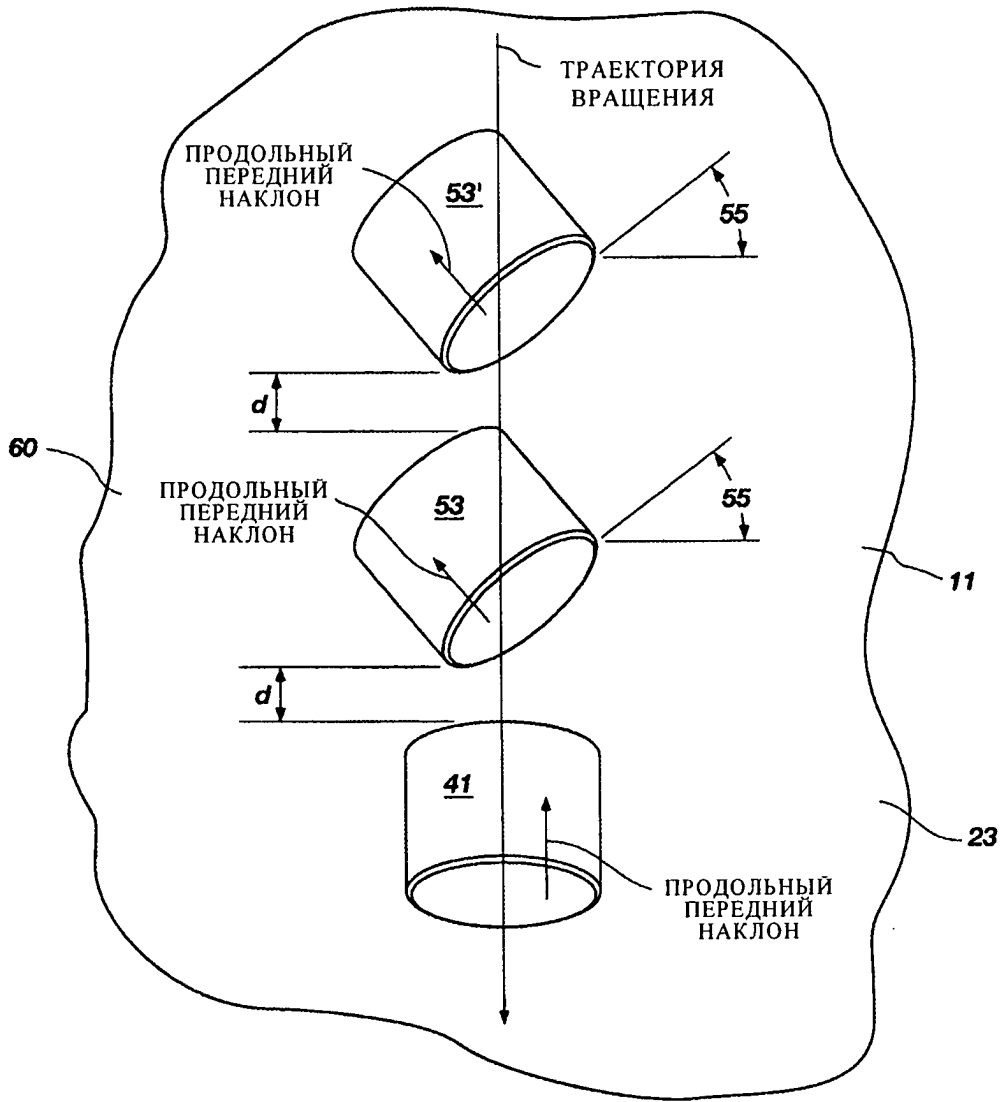 ТРАЕКТОРИЯ
ВРАЩЕНИЯ
ПРОДОЛЬНЫЙ
ПЕРЕДНИЙ
НАКЛОН
53'
55
d
60
ПРОДОЛЬНЫЙ
ПЕРЕДНИЙ
НАКЛОН
53
55
11
d
41
23
ПРОДОЛЬНЫЙ
ПЕРЕДНИЙ
НАКЛОН